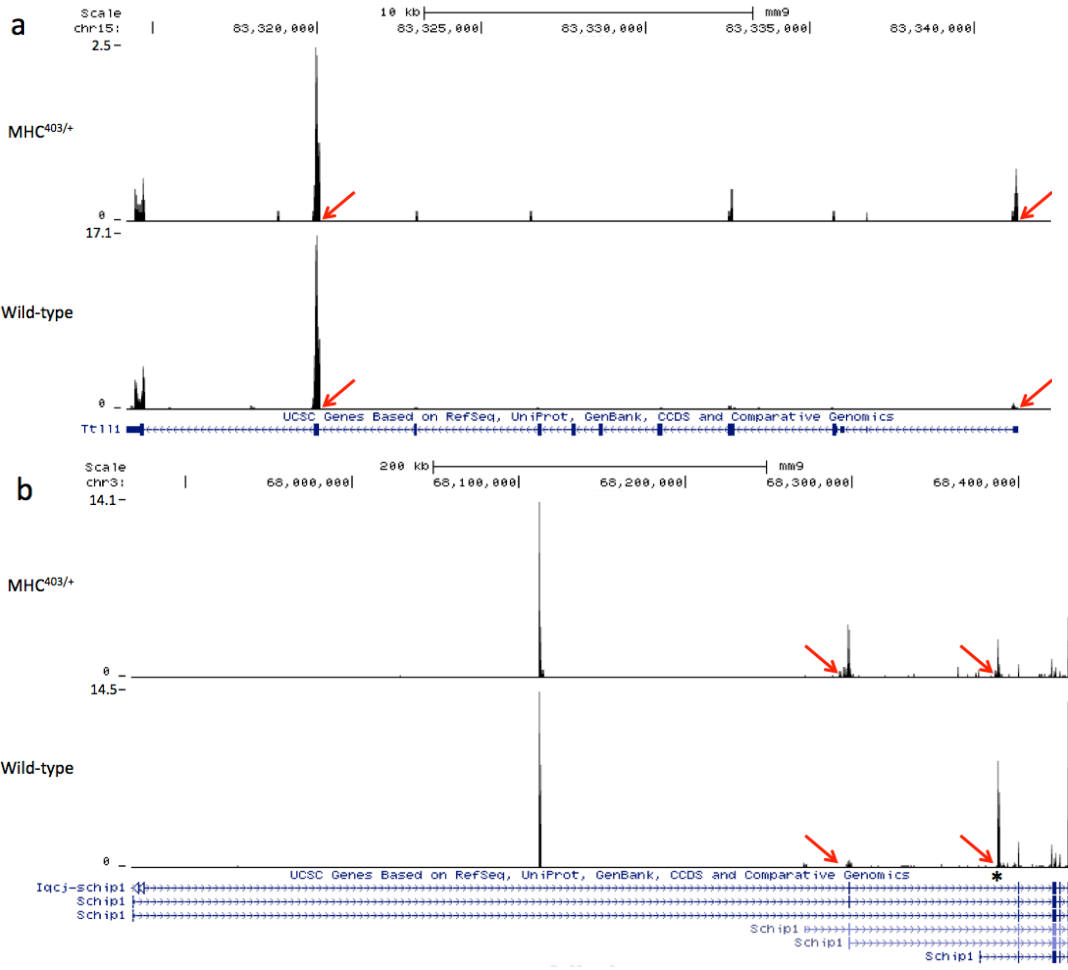 a
Scale 10 kb mm9
chr15: 83,320,000 83,325,000 83,330,000 83,335,000 83,340,000
2.5
MHC403/+
0
17.1
Wild-type
0
UCSC Genes Based on RefSeq, UniProt, GenBank, CCDS and Comparative Genomics
Ttll1
b
Scale 200 kb mm9
chr3: 68,000,000 68,100,000 68,200,000 68,300,000 68,400,000
14.1
MHC403/+
0
14.5
Wild-type
0
UCSC Genes Based on RefSeq, UniProt, GenBank, CCDS and Comparative Genomics *
Iqcj-schip1
Schip1
Schip1
Schip1
Schip1
Schip1